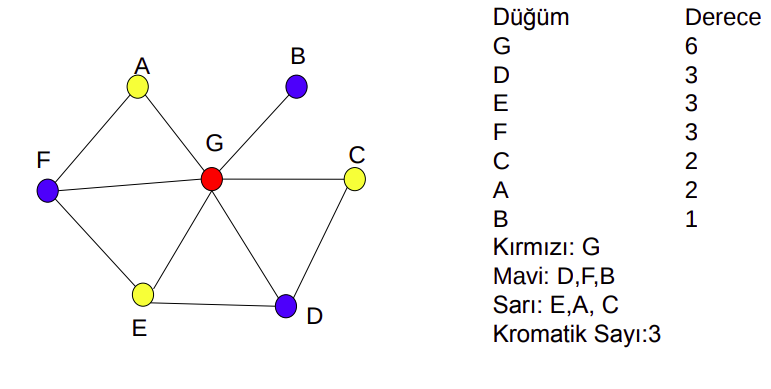 A
B
G
C
F
E
D
Düğüm Derece
G 6
D 3
E 3
F 3
C 2
A 2
B 1
Kırmızı: G
Mavi: D,F,B
Sarı: E,A, C
Kromatik Sayı:3